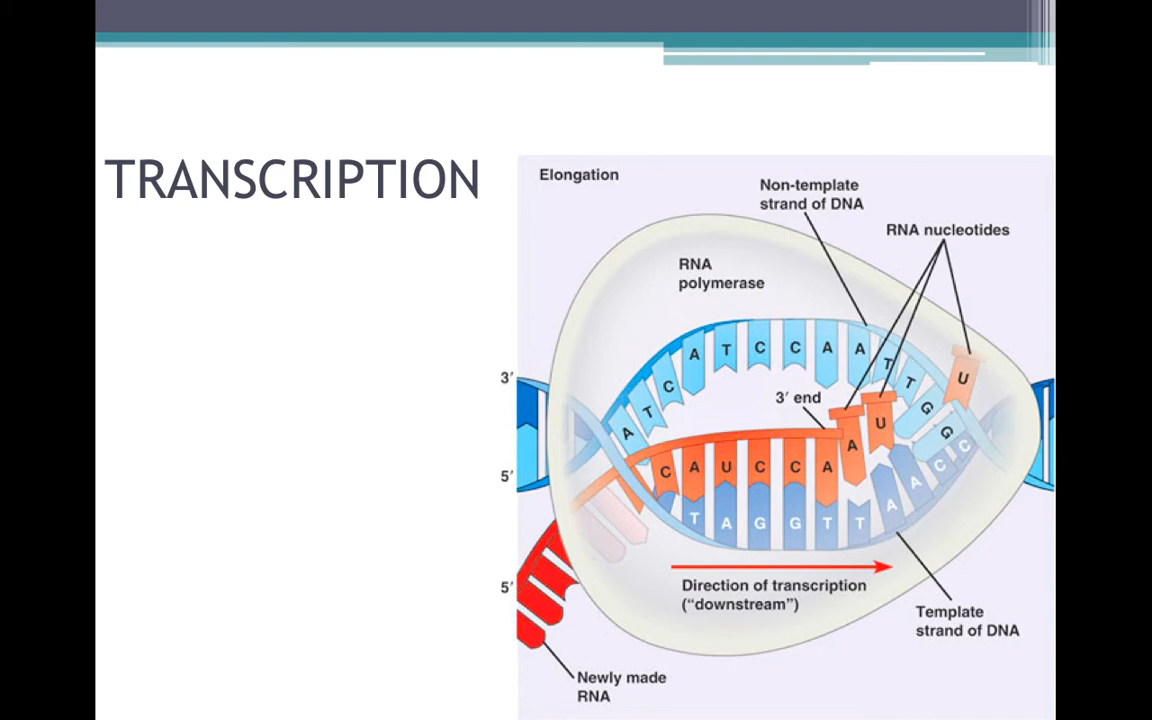 TRANSCRIPTION
Elongation
Non-template
strand of DNA
RNA nucleotides
RNA
polymerase
3′
5′
3′ end
A T C A T C C A A T T G G
U
A U
C A U C C A
T A G G T T A A C C
Direction of transcription
(“downstream”)
5′
Template
strand of DNA
Newly made
RNA